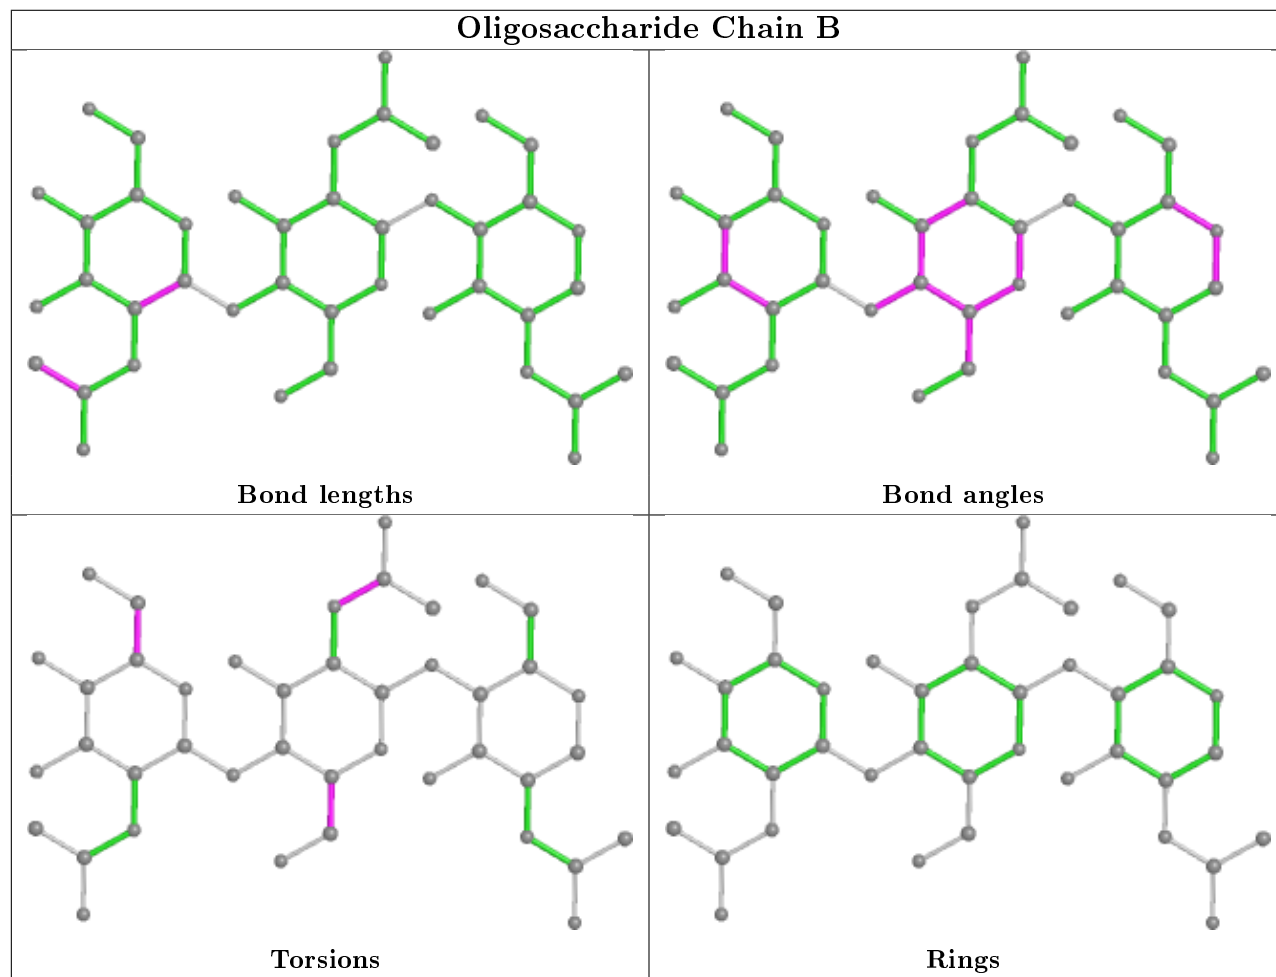 Oligosaccharide Chain B
Bond lengths
Bond angles
Torsions
Rings